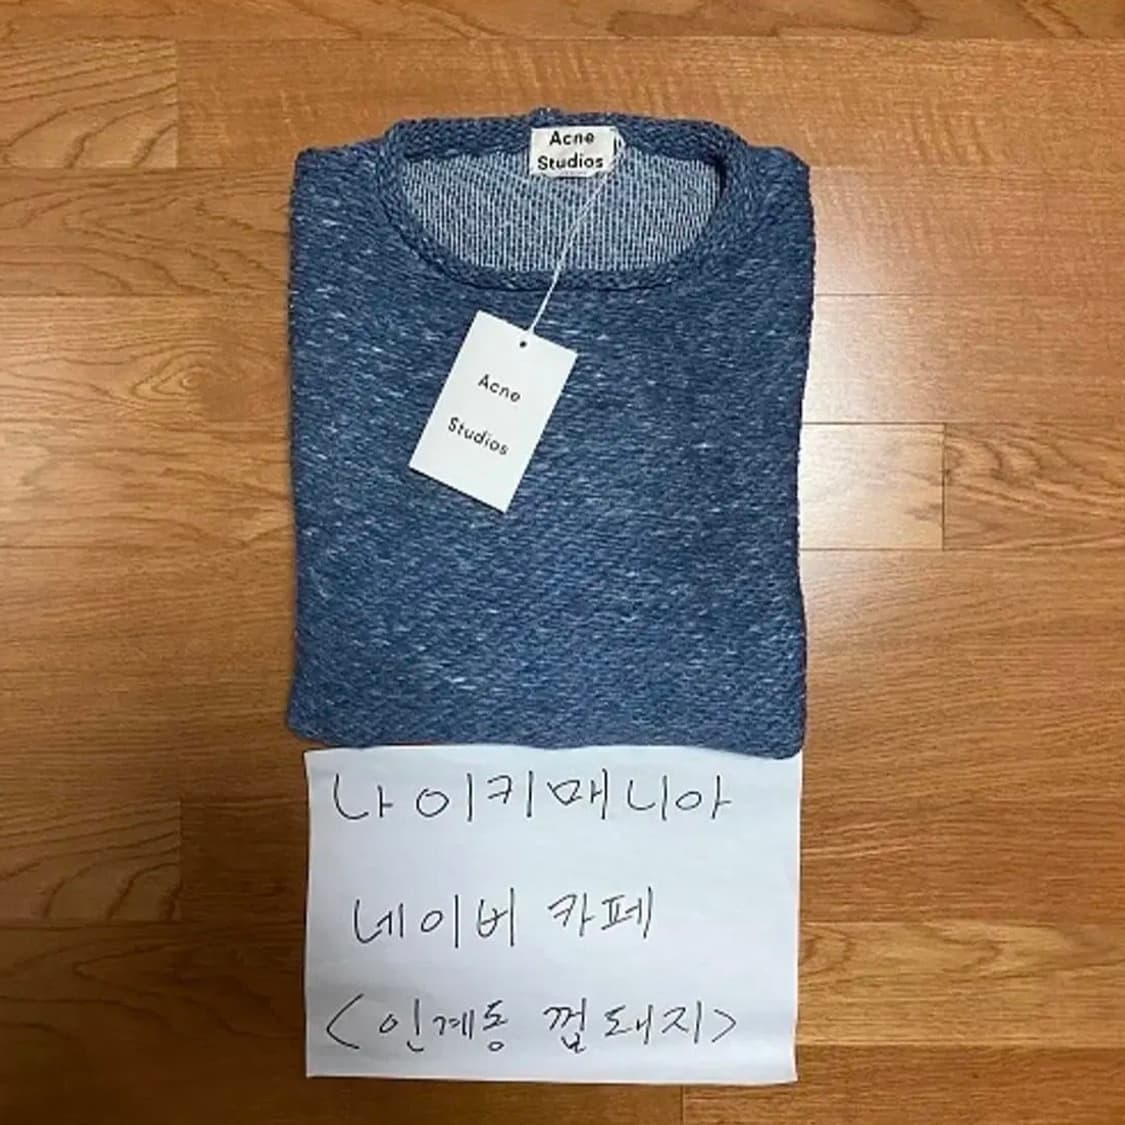 Acne
Studios
Acne
Studios
나이키매니아
네이버 카페
<인계동 껍돼지>